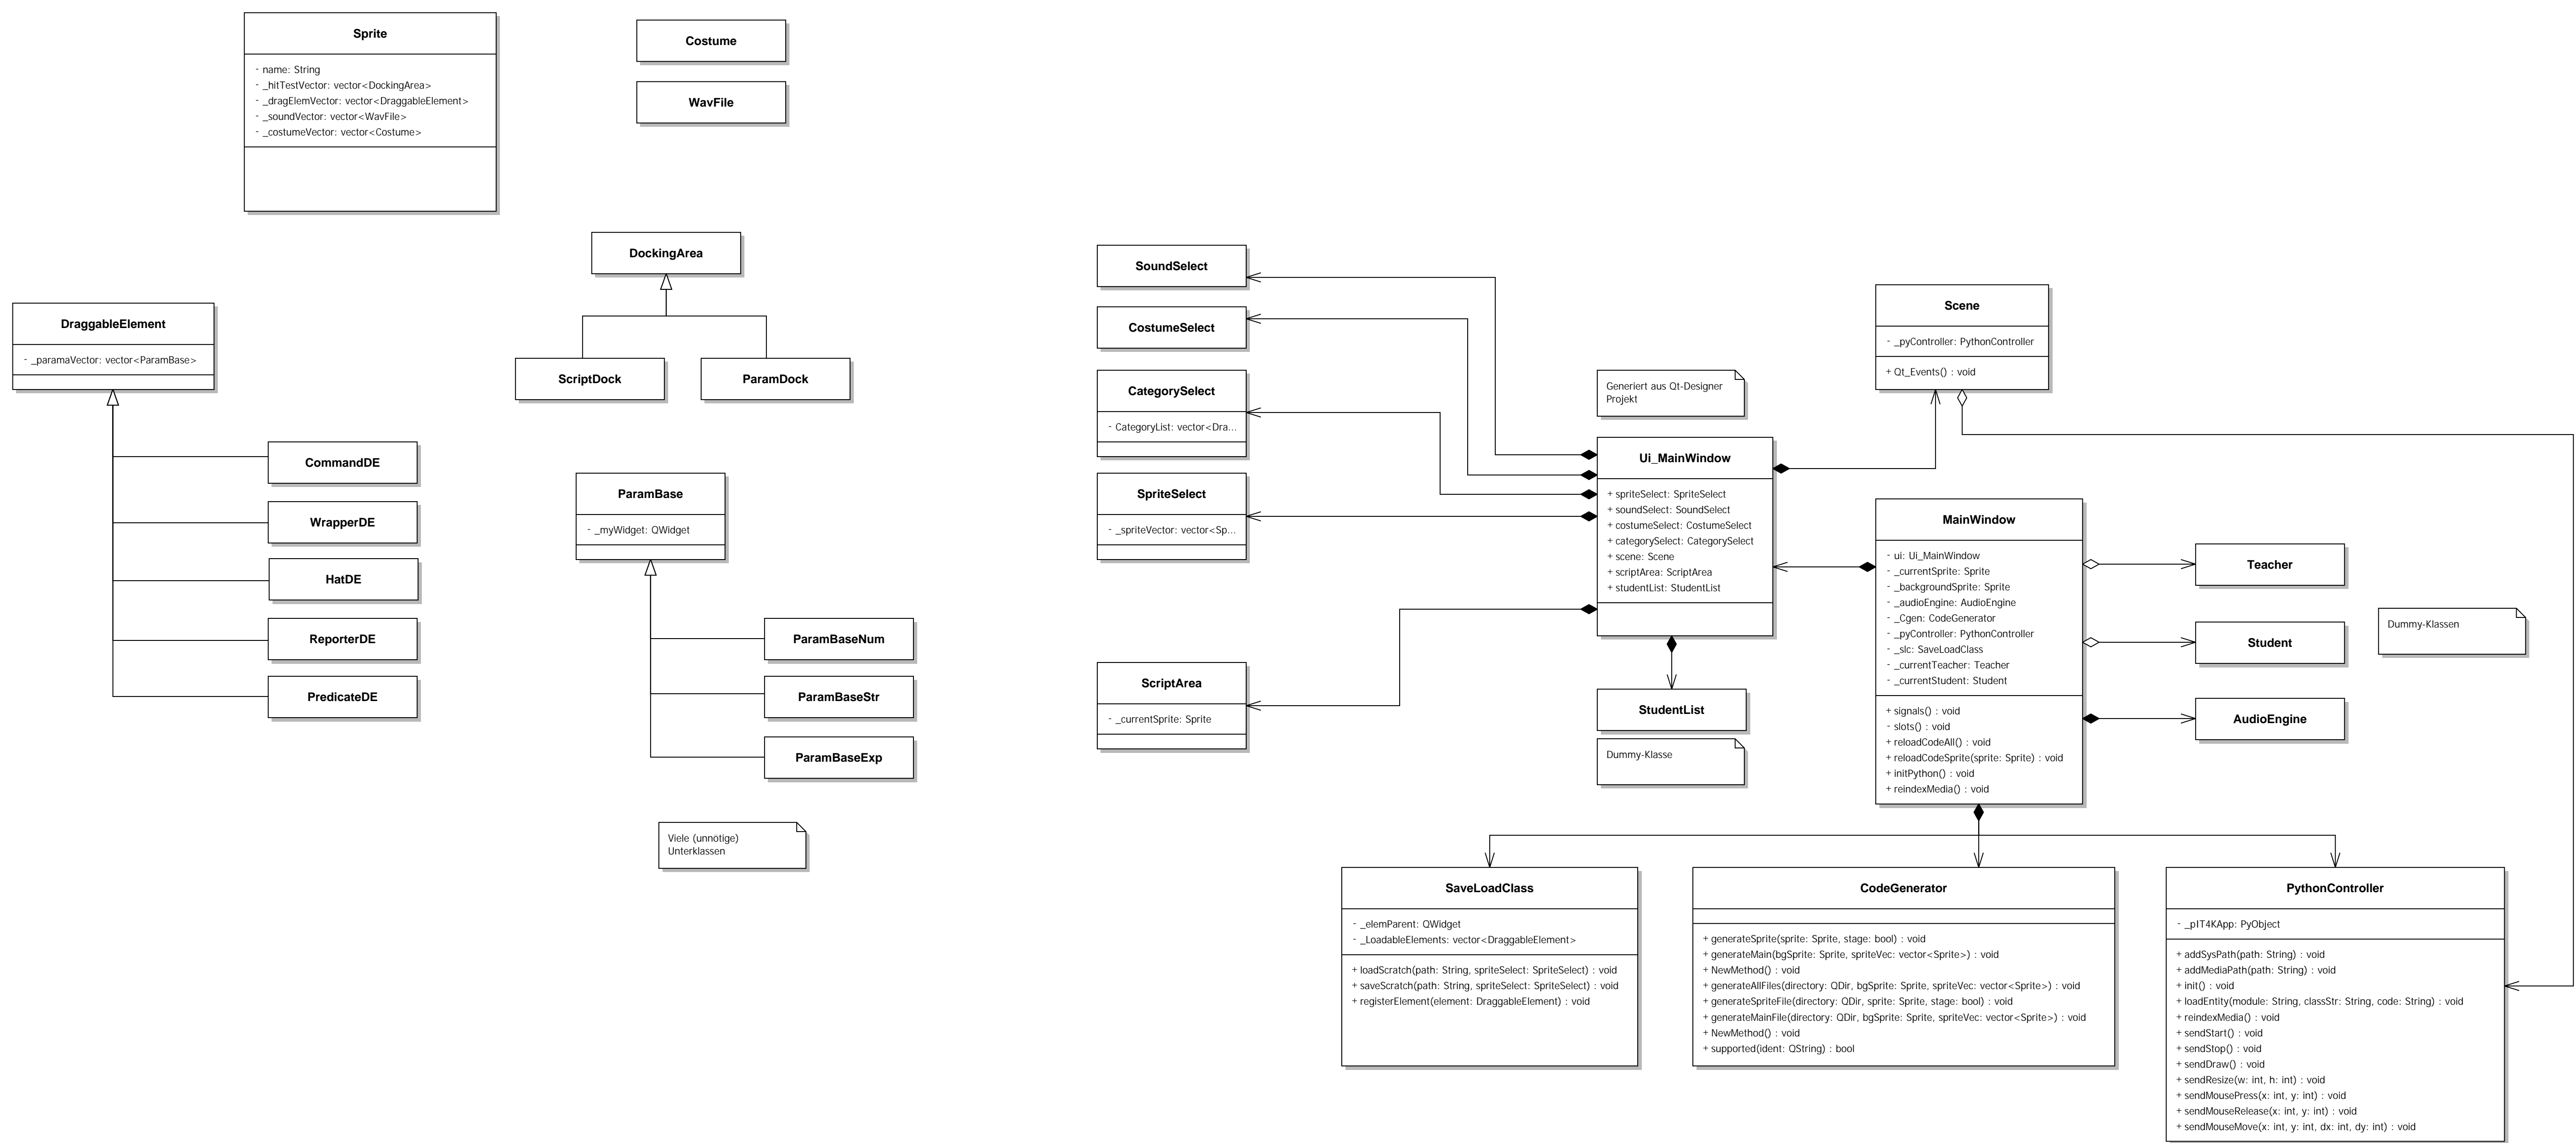 Sprite
- name: String
- _hitTestVector: vector<DockingArea>
- _dragElemVector: vector<DraggableElement>
- _soundVector: vector<WavFile>
- _costumeVector: vector<Costume>
Costume
WavFile
DockingArea
ScriptDock
ParamDock
DraggableElement
- _paramaVector: vector<ParamBase>
CommandDE
WrapperDE
HatDE
ReporterDE
PredicateDE
ParamBase
- _myWidget: QWidget
ParamBaseNum
ParamBaseStr
ParamBaseExp
Viele (unnötige)
Unterklassen
SoundSelect
CostumeSelect
CategorySelect
- CategoryList: vector<Dra...
SpriteSelect
- _spriteVector: vector<Sp...
ScriptArea
- _currentSprite: Sprite
Generiert aus Qt-Designer
Projekt
Ui_MainWindow
+ spriteSelect: SpriteSelect
+ soundSelect: SoundSelect
+ costumeSelect: CostumeSelect
+ categorySelect: CategorySelect
+ scene: Scene
+ scriptArea: ScriptArea
+ studentList: StudentList
StudentList
Dummy-Klasse
Scene
- _pyController: PythonController
+ Qt_Events() : void
MainWindow
- ui: Ui_MainWindow
- _currentSprite: Sprite
- _backgroundSprite: Sprite
- _audioEngine: AudioEngine
- _Cgen: CodeGenerator
- _pyController: PythonController
- _slc: SaveLoadClass
- _currentTeacher: Teacher
- _currentStudent: Student
+ signals() : void
- slots() : void
+ reloadCodeAll() : void
+ reloadCodeSprite(sprite: Sprite) : void
+ initPython() : void
+ reindexMedia() : void
Teacher
Student
AudioEngine
Dummy-Klassen
SaveLoadClass
- _elemParent: QWidget
- _LoadableElements: vector<DraggableElement>
+ loadScratch(path: String, spriteSelect: SpriteSelect) : void
+ saveScratch(path: String, spriteSelect: SpriteSelect) : void
+ registerElement(element: DraggableElement) : void
CodeGenerator
+ generateSprite(sprite: Sprite, stage: bool) : void
+ generateMain(bgSprite: Sprite, spriteVec: vector<Sprite>) : void
+ NewMethod() : void
+ generateAllFiles(directory: QDir, bgSprite: Sprite, spriteVec: vector<Sprite>) : void
+ generateSpriteFile(directory: QDir, sprite: Sprite, stage: bool) : void
+ generateMainFile(directory: QDir, bgSprite: Sprite, spriteVec: vector<Sprite>) : void
+ NewMethod() : void
+ supported(ident: QString) : bool
PythonController
- _pIT4KApp: PyObject
+ addSysPath(path: String) : void
+ addMediaPath(path: String) : void
+ init() : void
+ loadEntity(module: String, classStr: String, code: String) : void
+ reindexMedia() : void
+ sendStart() : void
+ sendStop() : void
+ sendDraw() : void
+ sendResize(w: int, h: int) : void
+ sendMousePress(x: int, y: int) : void
+ sendMouseRelease(x: int, y: int) : void
+ sendMouseMove(x: int, y: int, dx: int, dy: int) : void